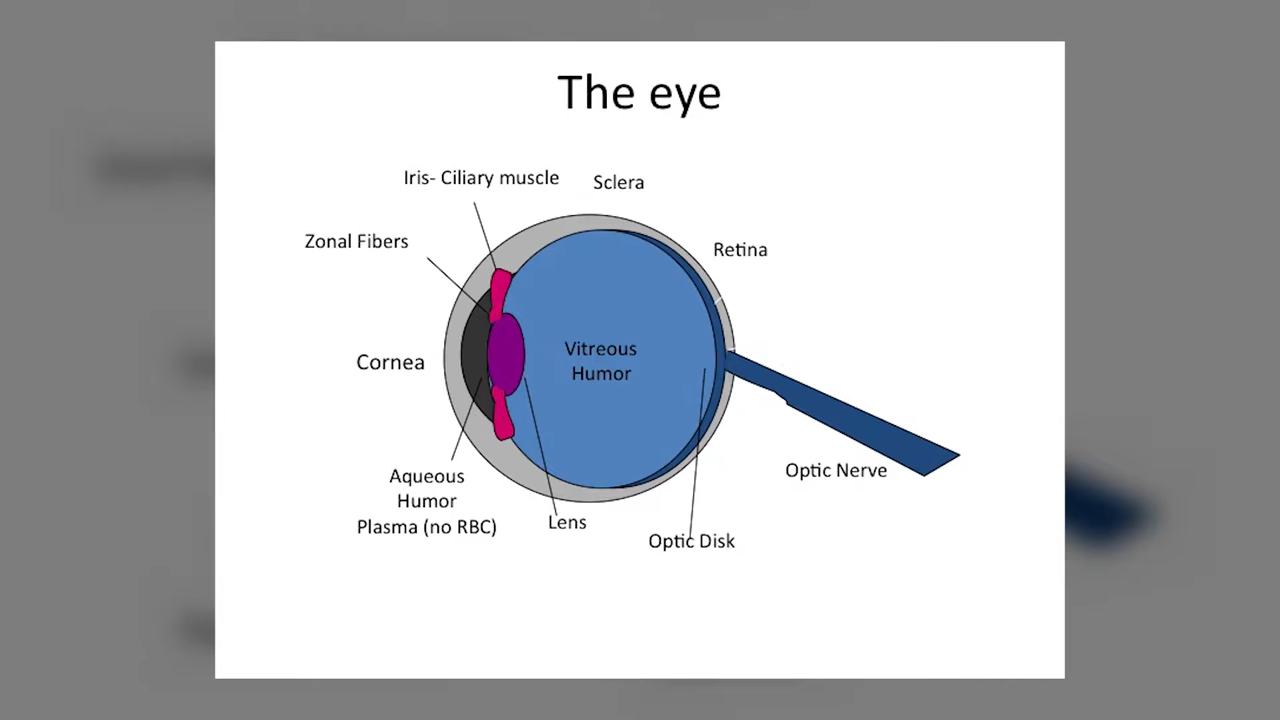 The eye
Iris- Ciliary muscle
Sclera
Zonal Fibers
Retina
Cornea
Vitreous
Humor
Aqueous
Humor
Plasma (no RBC)
Lens
Optic Nerve
Optic Disk